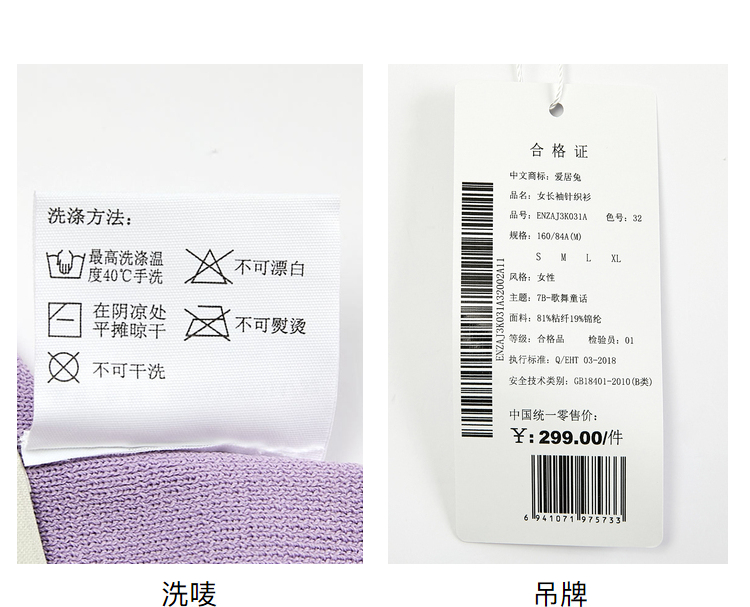 洗涤方法：
最高洗涤温
度40℃手洗
不可漂白
在阴凉处
平摊晾干
不可熨烫
不可干洗
洗唛
合格证
中文商标：爱居兔
品名：女长袖针织衫
品号：ENZAJ3K031A 色号：32
规格：160/84A(M)
S M L XL
风格：女性
主题：7B-歌舞童话
面料：81%粘纤19%锦纶
等级：合格品 检验员：01
执行标准：Q/EHT 03-2018
安全技术类别：GB18401-2010(B类)
中国统一零售价：
¥：299.00/件
6 941071 975733
ENZAJ3K031A32002A11
吊牌